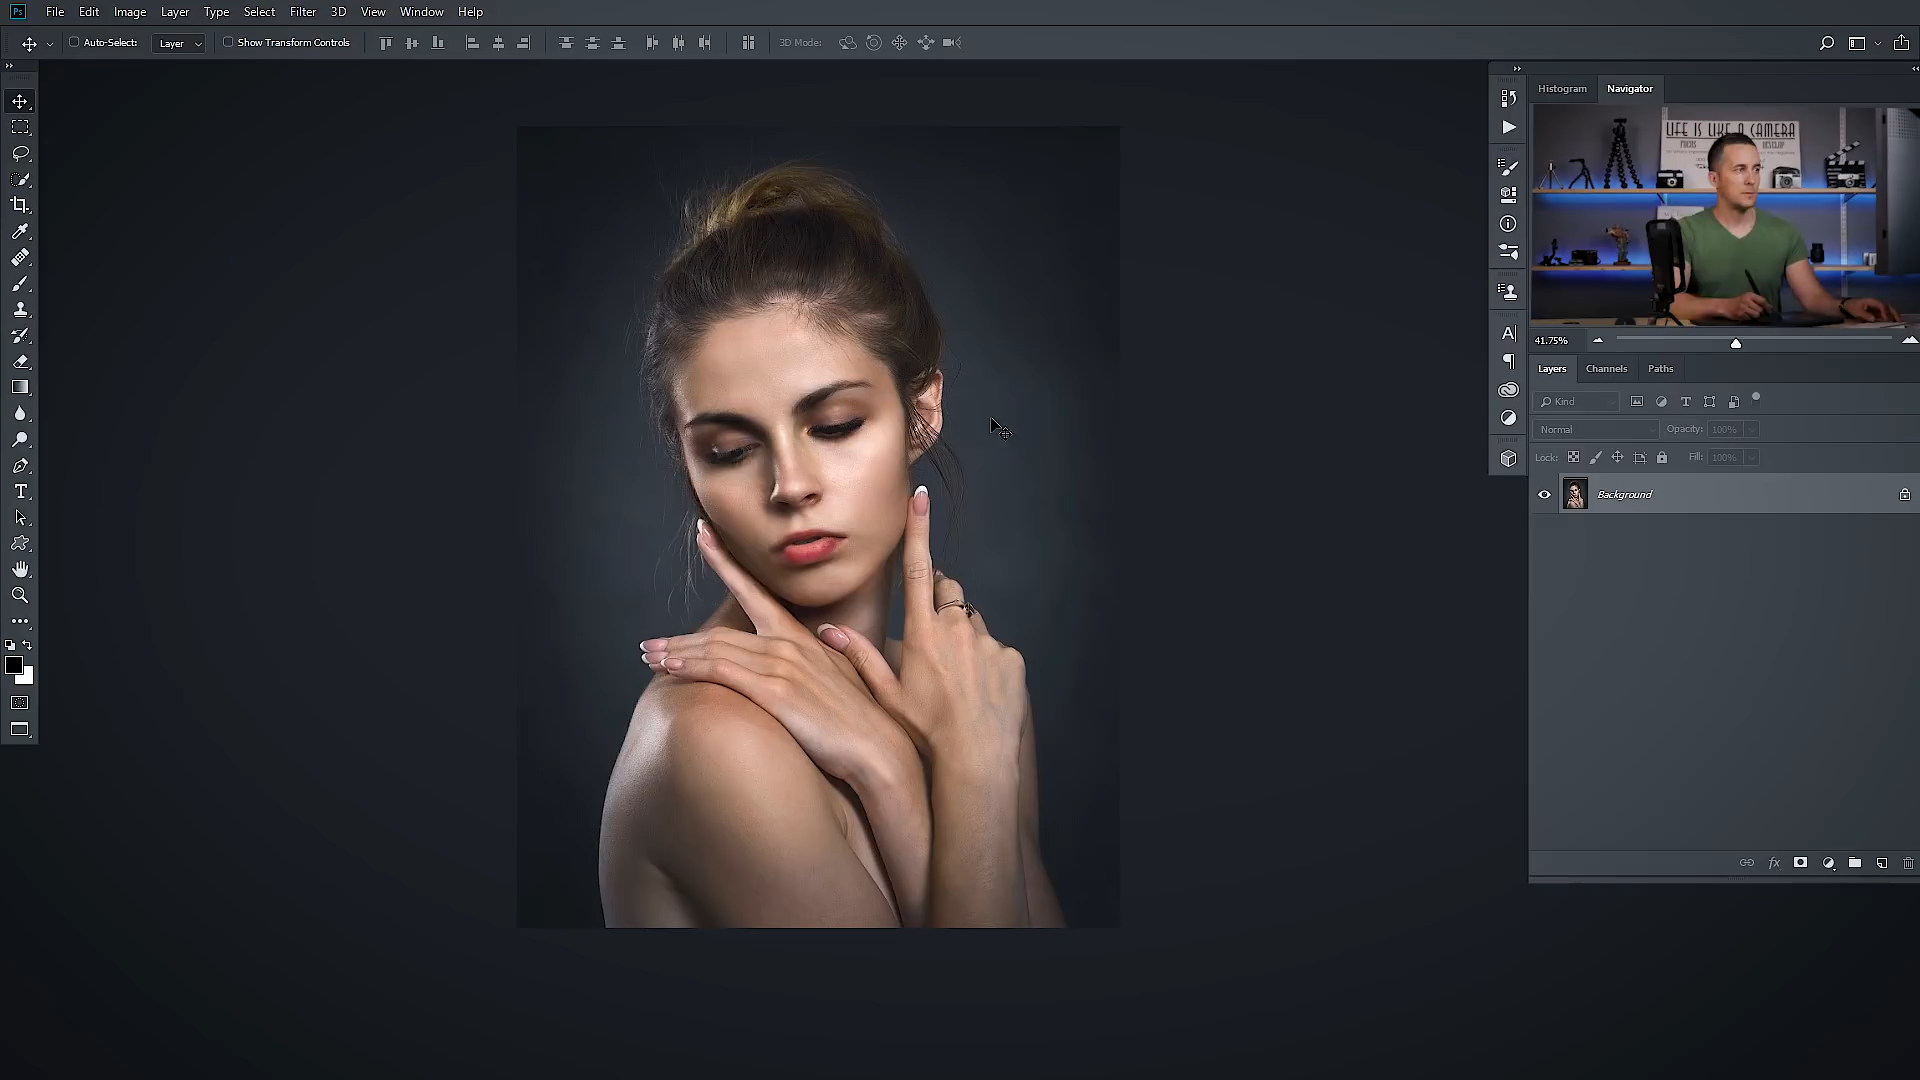 Ps File Edit Image Layer Type Select Filter 3D View Window Help
Auto-Select: Layer Show Transform Controls 3D Mode:
Histogram Navigator
LIFE IS LIKE A CAMERA
41.75%
Layers Channels Paths
Kind
Normal Opacity: 100%
Lock: Fill: 100%
Background
fx